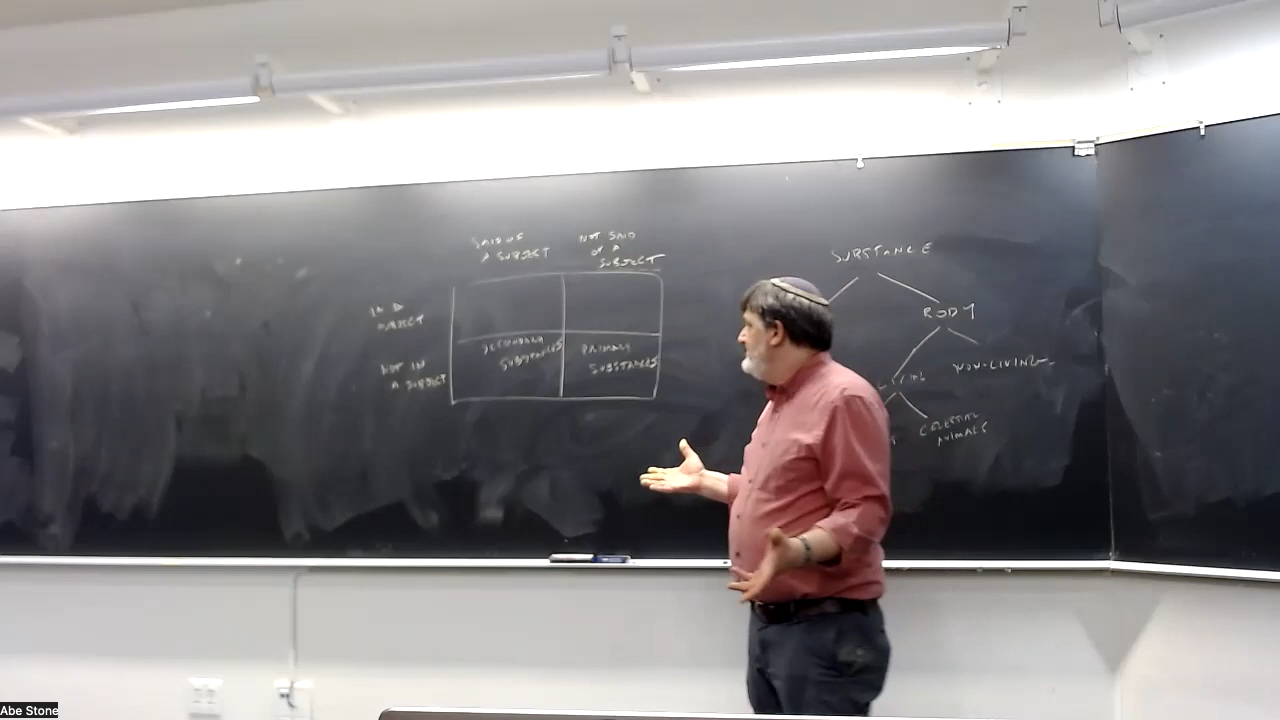 SAID OF
A SUBJECT
NOT SAID
OF A
SUBJECT
IN A
SUBJECT
NOT IN
A SUBJECT
SECONDARY
SUBSTANCES
PRIMARY
SUBSTANCES
SUBSTANCE
BODY
NON-LIVING
CELESTIAL
ANIMALS
Abe Stone